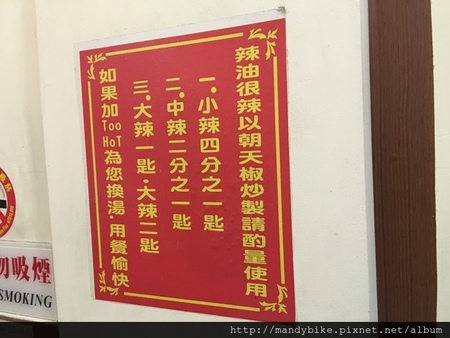 辣油很辣以朝天椒炒製請酌量使用
一.小辣四分之一匙
二.中辣二分之一匙
三.大辣一匙.大辣二匙
如果加Too HoT為您換湯.用餐愉快
勿吸煙
SMOKING
http://mandybike.pixnet.net/album